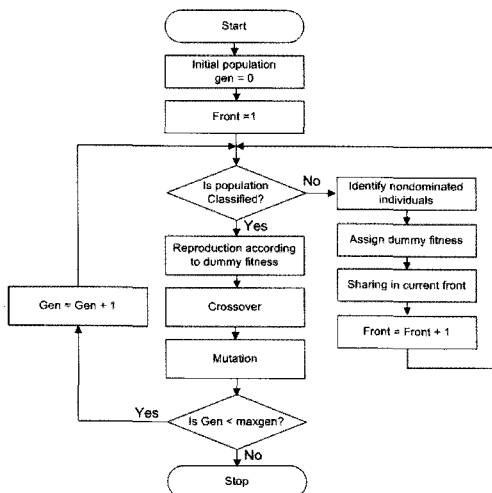 Start
Initial population
gen = 0
Front =1
Is population
Classified?
No
Identify nondominated
individuals
Yes
Reproduction according
to dummy fitness
Assign dummy fitness
Sharing in current front
Gen = Gen + 1
Crossover
Front = Front + 1
Mutation
Yes
Is Gen < maxgen?
No
Stop